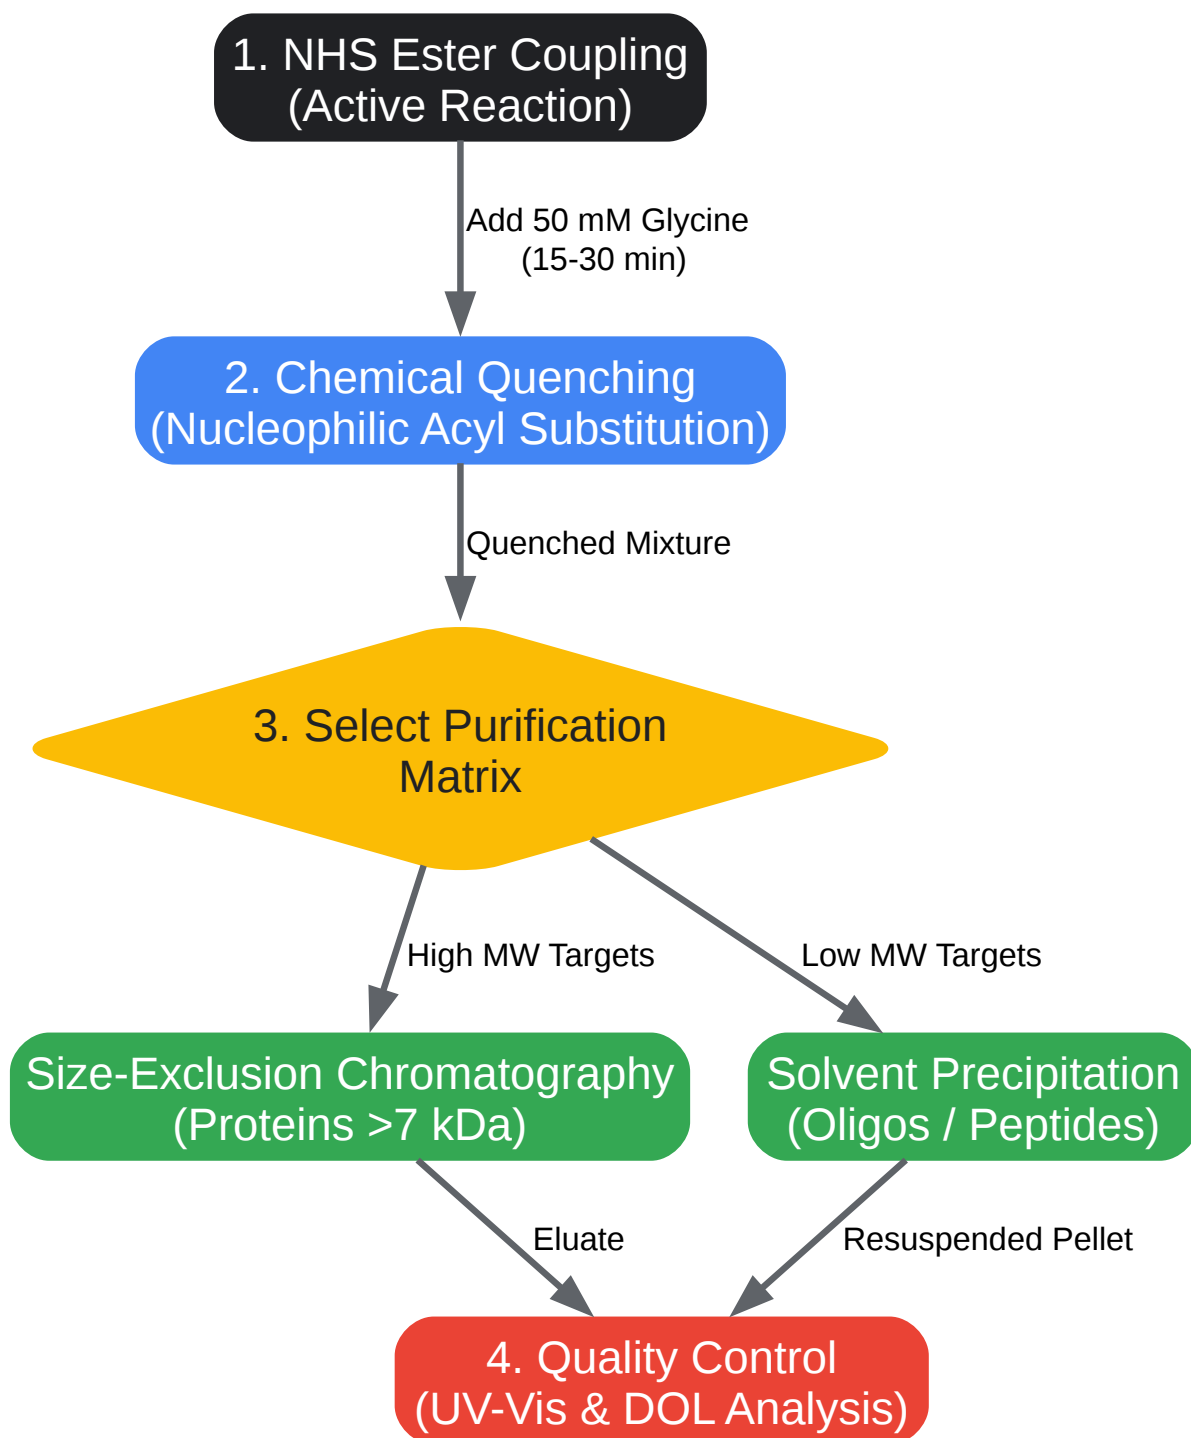 1. NHS Ester Coupling
(Active Reaction)
Add 50 mM Glycine
(15-30 min)
2. Chemical Quenching
(Nucleophilic Acyl Substitution)
Quenched Mixture
3. Select Purification
Matrix
High MW Targets
Low MW Targets
Size-Exclusion Chromatography
(Proteins >7 kDa)
Solvent Precipitation
(Oligos / Peptides)
Eluate
Resuspended Pellet
4. Quality Control
(UV-Vis & DOL Analysis)